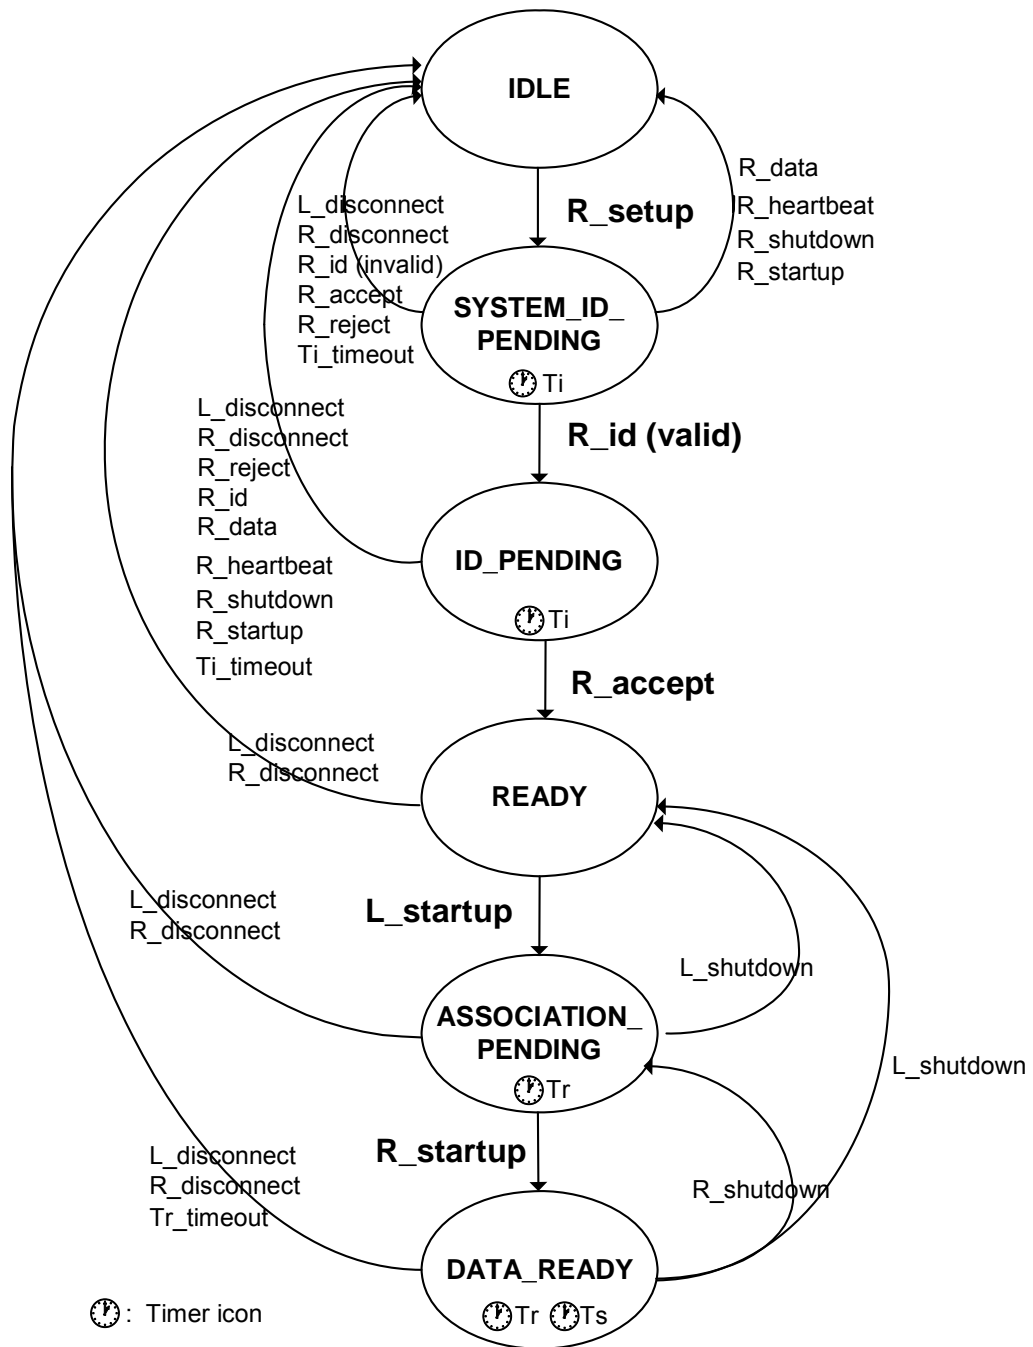 IDLE
R_data
R_heartbeat
R_shutdown
R_startup
L_disconnect
R_disconnect
R_id (invalid)
R_accept
R_reject
Ti_timeout
R_setup
SYSTEM_ID_
PENDING
Ti
R_id (valid)
L_disconnect
R_disconnect
R_reject
R_id
R_data
R_heartbeat
R_shutdown
R_startup
Ti_timeout
ID_PENDING
Ti
R_accept
L_disconnect
R_disconnect
READY
L_startup
L_disconnect
R_disconnect
L_shutdown
ASSOCIATION_
PENDING
Tr
L_shutdown
R_startup
L_disconnect
R_disconnect
Tr_timeout
R_shutdown
DATA_READY
Tr Ts
: Timer icon